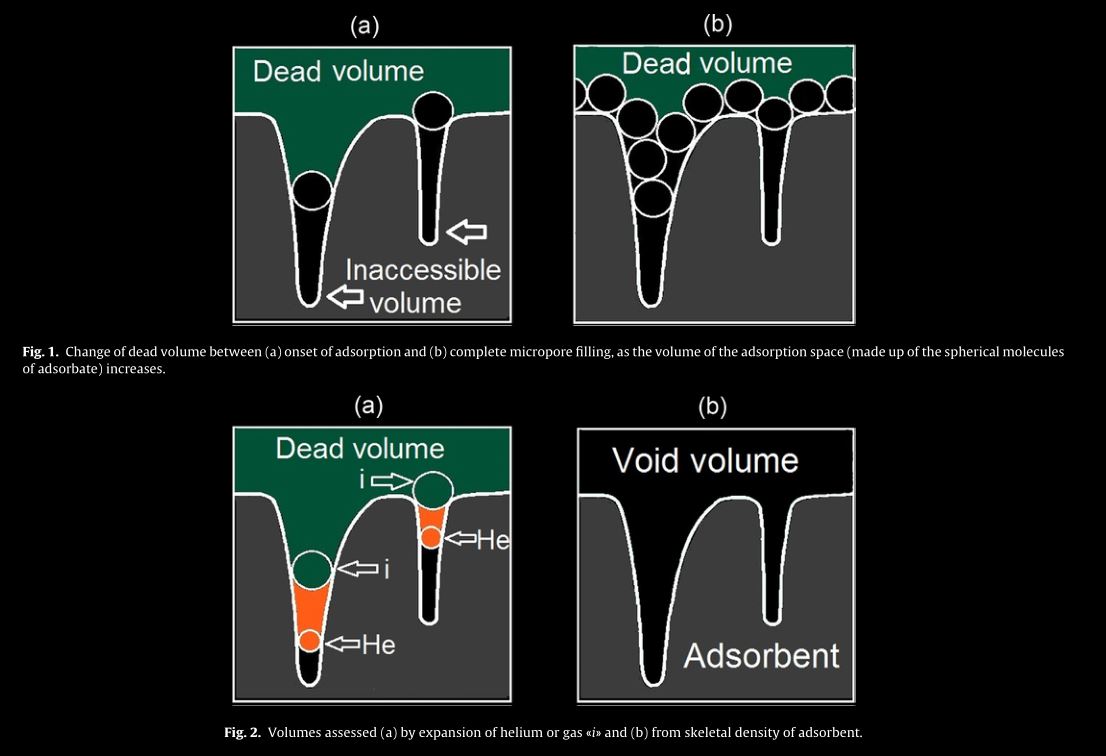 (a)
(b)
Dead volume
Dead volume
Inaccessible
volume
Fig. 1. Change of dead volume between (a) onset of adsorption and (b) complete micropore filling, as the volume of the adsorption space (made up of the spherical molecules
of adsorbate) increases.
(a)
(b)
Dead volume
i
He
i
He
Void volume
Adsorbent
Fig. 2. Volumes assessed (a) by expansion of helium or gas «i» and (b) from skeletal density of adsorbent.